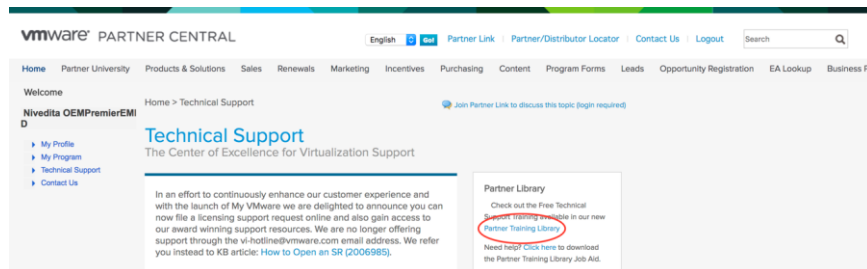 vmware® PARTNER CENTRAL
English Go! Partner Link Partner/Distributor Locator Contact Us Logout Search
Home Partner University Products & Solutions Sales Renewals Marketing Incentives Purchasing Content Program Forms Leads Opportunity Registration EA Lookup Business
Welcome
Nivedita OEMPremierEMI
D
My Profile
My Program
Technical Support
Contact Us
Home > Technical Support
Join Partner Link to discuss this topic (login required)
Technical Support
The Center of Excellence for Virtualization Support
In an effort to continuously enhance our customer experience and
with the launch of My VMware we are delighted to announce you can
now file a licensing support request online and also gain access to
our award winning support resources. We are no longer offering
support through the vi-hotline@vmware.com email address. We refer
you instead to KB article: How to Open an SR (2006985).
Partner Library
Check out the Free Technical
Support Training available in our new
Partner Training Library
Need help? Click here to download
the Partner Training Library Job Aid.